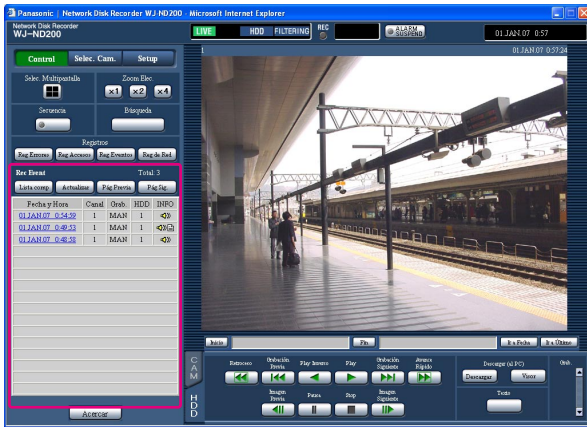 Panasonic | Network Disk Recorder WJ-ND200 - Microsoft Internet Explorer
Network Disk Recorder
WJ-ND200
LIVE HDD FILTERING REC ALARM SUSPEND 01.JAN.07 0:57
Control Selec. Cam. Setup
1 01.JAN.07 0:57:24
Selec. Multipantalla Zoom Elec.
x1 x2 x4
Secuencia Búsqueda
Registros
Reg Errores Reg Accesos Reg Eventos Reg de Red
Rec Event Total: 3
Lista comp Actualizar Pág Previa Pág Sig.
Fecha y Hora Canal Grab. HDD INFO
01.JAN.07 0:54:59 1 MAN 1
01.JAN.07 0:49:53 1 MAN 1
01.JAN.07 0:48:58 1 MAN 1
Inicio Fin Ir a Fecha Ir a Último
CAM
HDD
Retroceso Grabación Previa Play Inverso Play Grabación Siguiente Avance Rápido
Imagen Previa Pausa Stop Imagen Siguiente
Descargar (al PC)
Descargar Visor
Texto
Grab.
Acercar